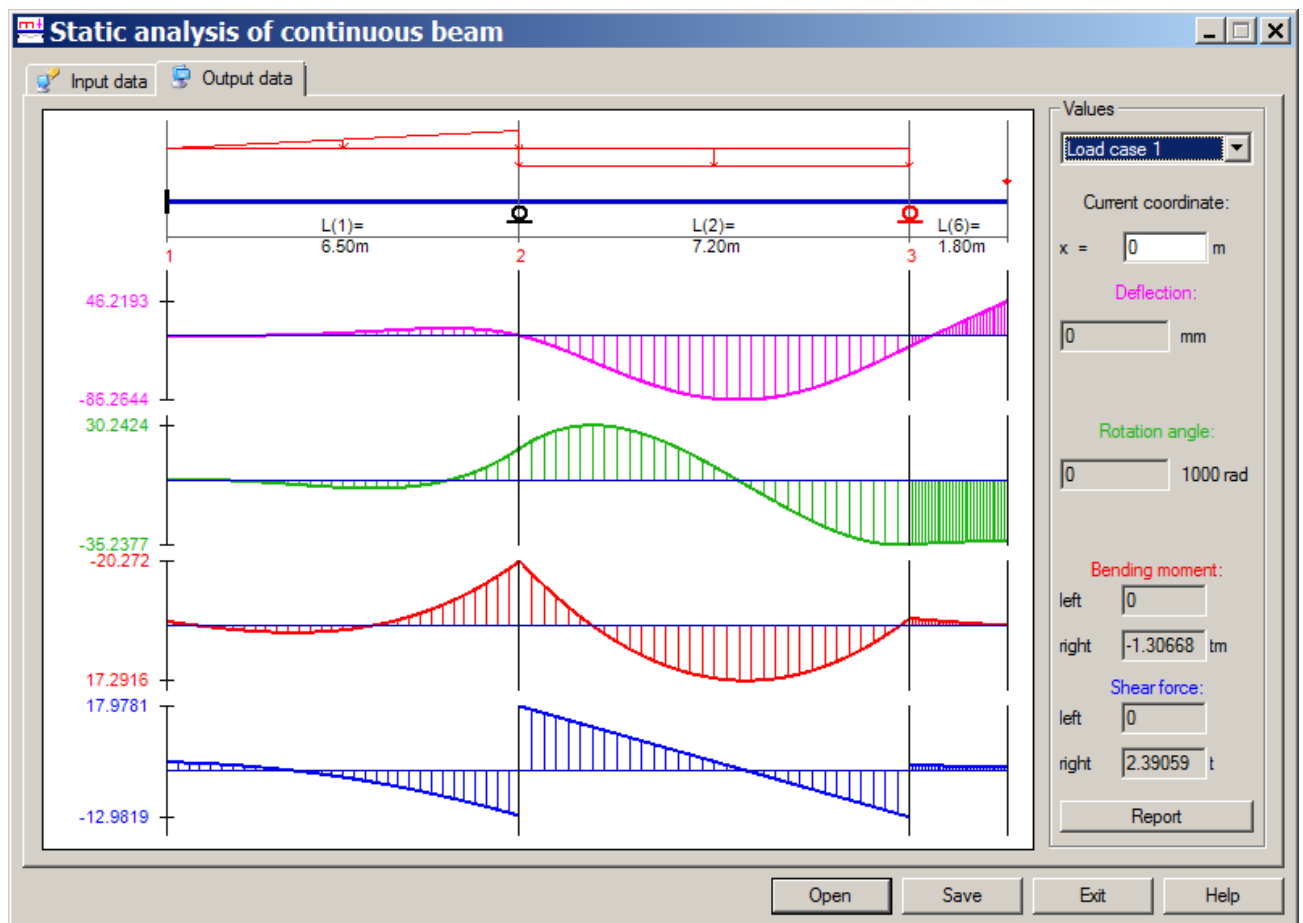 Static analysis of continuous beam
Input data
Output data
Values
Load case 1
L(1)=
6.50m
L(2)=
7.20m
L(6)=
1.80m
1
2
3
Current coordinate:
x = 0 m
46.2193
Deflection:
0 mm
-86.2644
30.2424
Rotation angle:
0 1000 rad
-35.2377
-20.272
Bending moment:
left 0
right -1.30668 tm
17.2916
Shear force:
17.9781
left 0
right 2.39059 t
-12.9819
Report
Open
Save
Exit
Help